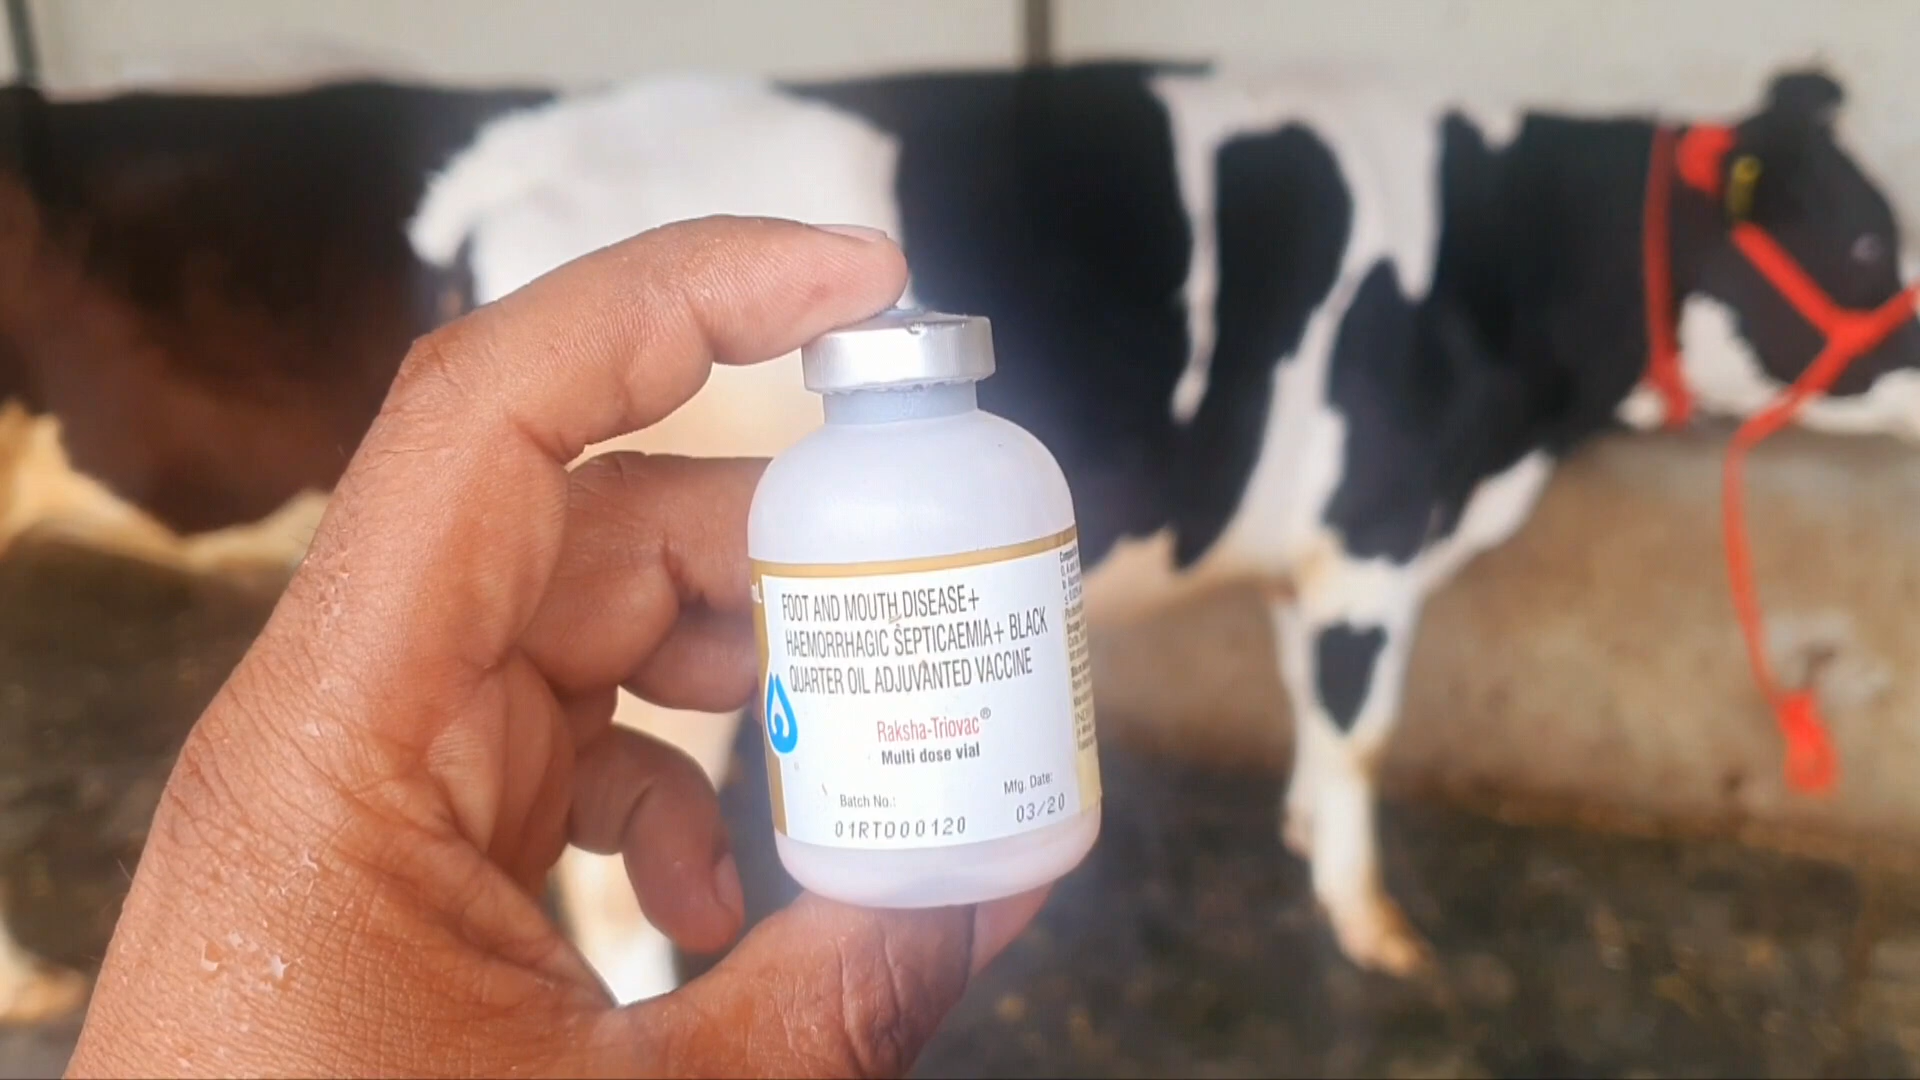 FOOT AND MOUTH DISEASE+
HAEMORRHAGIC SEPTICAEMIA+ BLACK
QUARTER OIL ADJUVANTED VACCINE
Raksha-Triovac®
Multi dose vial
Batch No.: Mfg. Date:
01RT000120 03/20